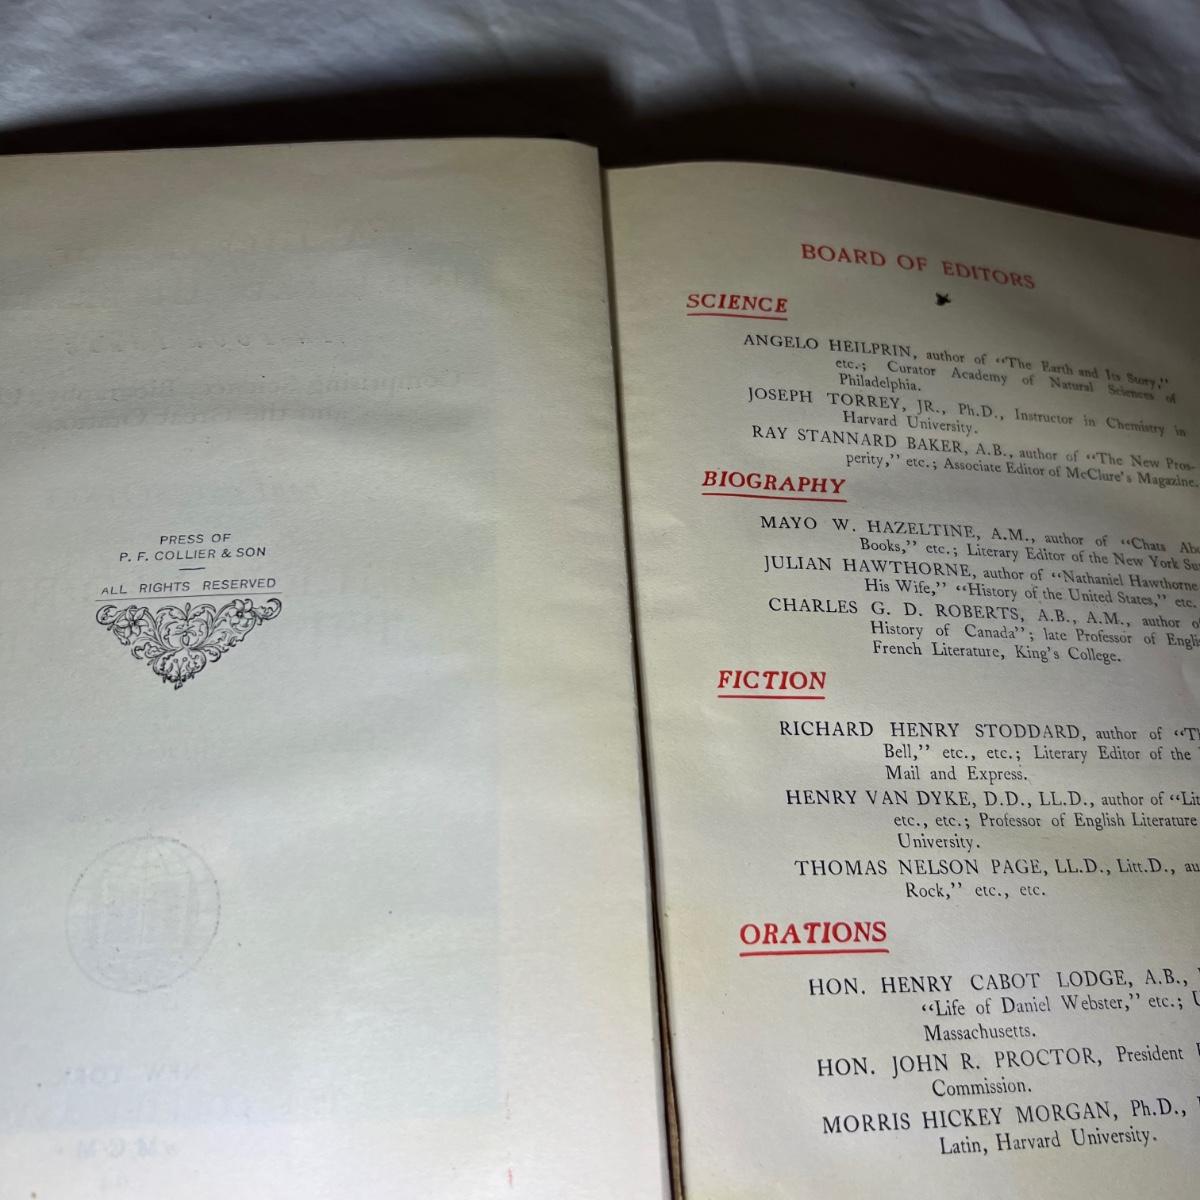 PRESS OF
P. F. COLLIER & SON
ALL RIGHTS RESERVED
BOARD OF EDITORS
SCIENCE
ANGELO HEILPRIN, author of "The Earth and Its Story,"
etc.; Curator Academy of Natural Sciences of
Philadelphia.
JOSEPH TORREY, JR., Ph.D., Instructor in Chemistry in
Harvard University.
RAY STANNARD BAKER, A.B., author of "The New Pros-
perity," etc.; Associate Editor of McClure's Magazine.
BIOGRAPHY
MAYO W. HAZELTINE, A.M., author of "Chats
Books," etc.; Literary Editor of the New York
JULIAN HAWTHORNE, author of "Nathaniel Hawthorne
His Wife," "History of the United States," etc.
CHARLES G. D. ROBERTS, A.B., A.M., author
History of Canada"; late Professor of
French Literature, King's College.
FICTION
RICHARD HENRY STODDARD, author of
Bell," etc., etc.; Literary Editor of the
Mail and Express.
HENRY VAN DYKE, D.D., LL.D., author of
etc., etc.; Professor of English Literature
University.
THOMAS NELSON PAGE, LL.D., Litt.D.,
Rock," etc., etc.
ORATIONS
HON. HENRY CABOT LODGE, A.B.,
"Life of Daniel Webster," etc.;
Massachusetts.
HON. JOHN R. PROCTOR, President
Commission.
MORRIS HICKEY MORGAN, Ph.D.,
Latin, Harvard University.